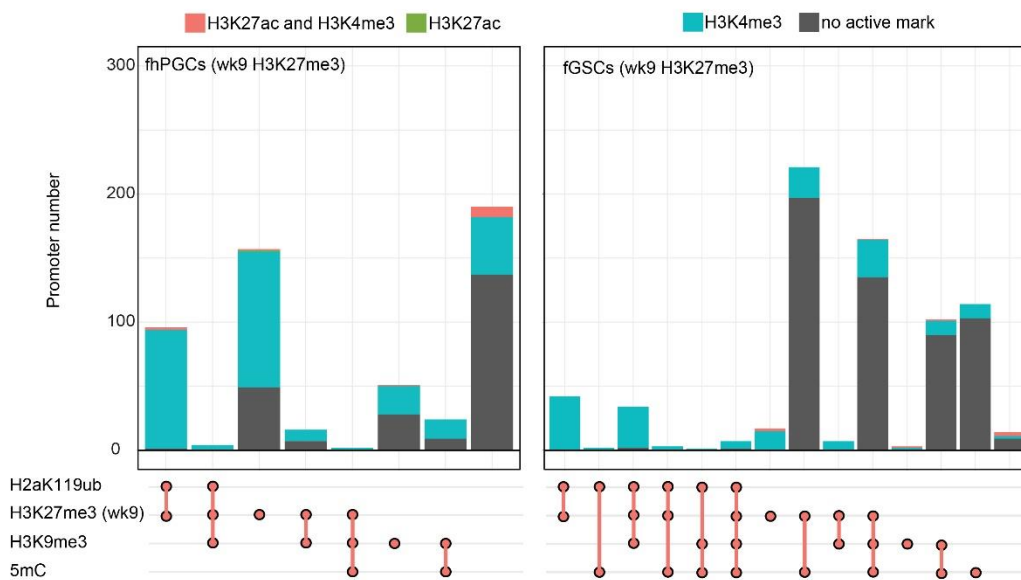 H3K27ac and H3K4me3 H3K27ac H3K4me3 no active mark
fhPGCs (wk9 H3K27me3) fGSCs (wk9 H3K27me3)
Promoter number
300
200
100
0
H2aK119ub
H3K27me3 (wk9)
H3K9me3
5mC